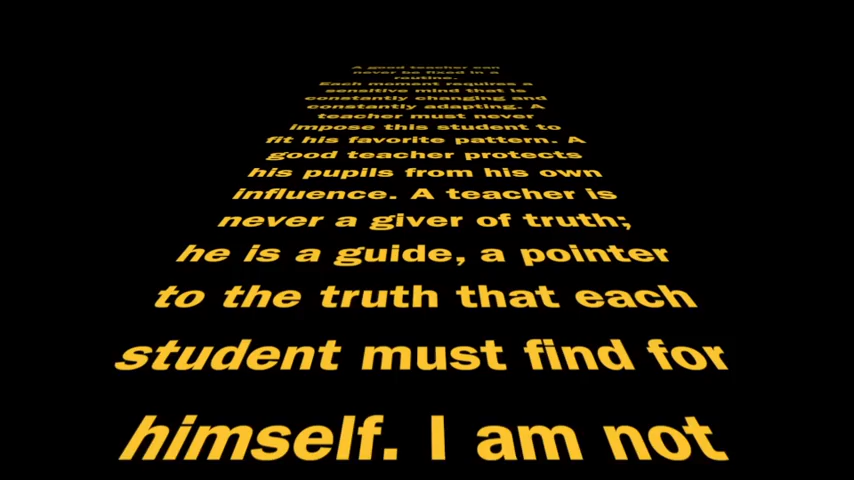 A good teacher can
never be fixed in a
routine.
Each moment requires a
sensitive mind that is
constantly changing and
constantly adapting. A
teacher must never
impose this student to
fit his favorite pattern. A
good teacher protects
his pupils from his own
influence. A teacher is
never a giver of truth;
he is a guide, a pointer
to the truth that each
student must find for
himself. I am not